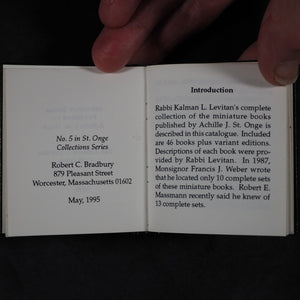 No. 5 in St. Onge
Collections Series
Robert C. Bradbury
879 Pleasant Street
Worcester, Massachusetts 01602
May, 1995
Introduction
Rabbi Kalman L. Levitan's complete
collection of the miniature books
published by Achille J. St. Onge is
described in this catalogue. Included
are 46 books plus variant editions.
Descriptions of each book were pro-
vided by Rabbi Levitan. In 1987,
Monsignor Francis J. Weber wrote
that he located only 10 complete sets
of these miniature books. Robert E.
Massmann recently said he knew of
13 complete sets.